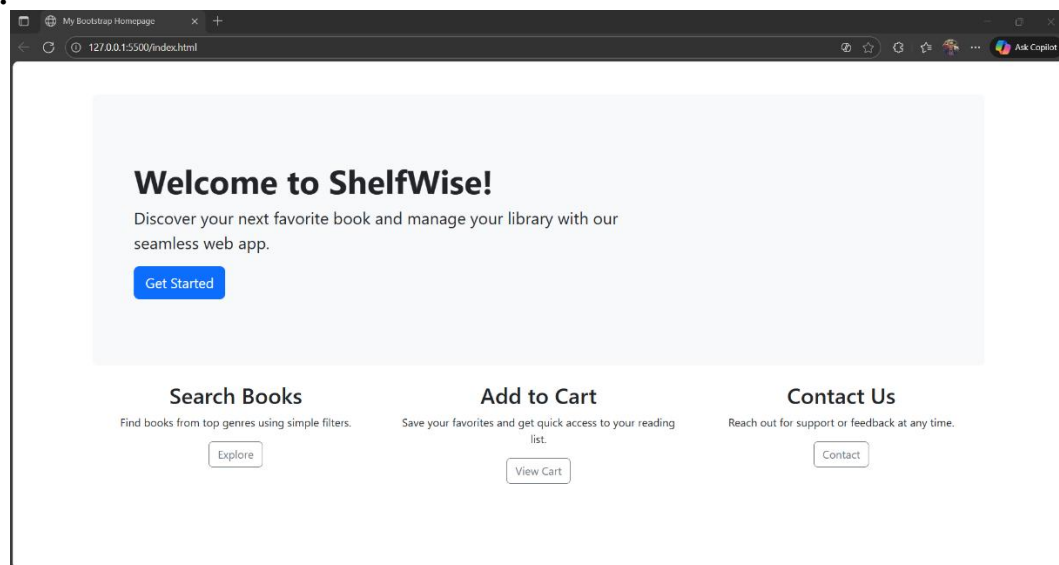 My Bootstrap Homepage
127.0.0.1:5500/index.html
Ask Copilot
Welcome to ShelfWise!
Discover your next favorite book and manage your library with our
seamless web app.
Get Started
Search Books
Find books from top genres using simple filters.
Explore
Add to Cart
Save your favorites and get quick access to your reading
list.
View Cart
Contact Us
Reach out for support or feedback at any time.
Contact